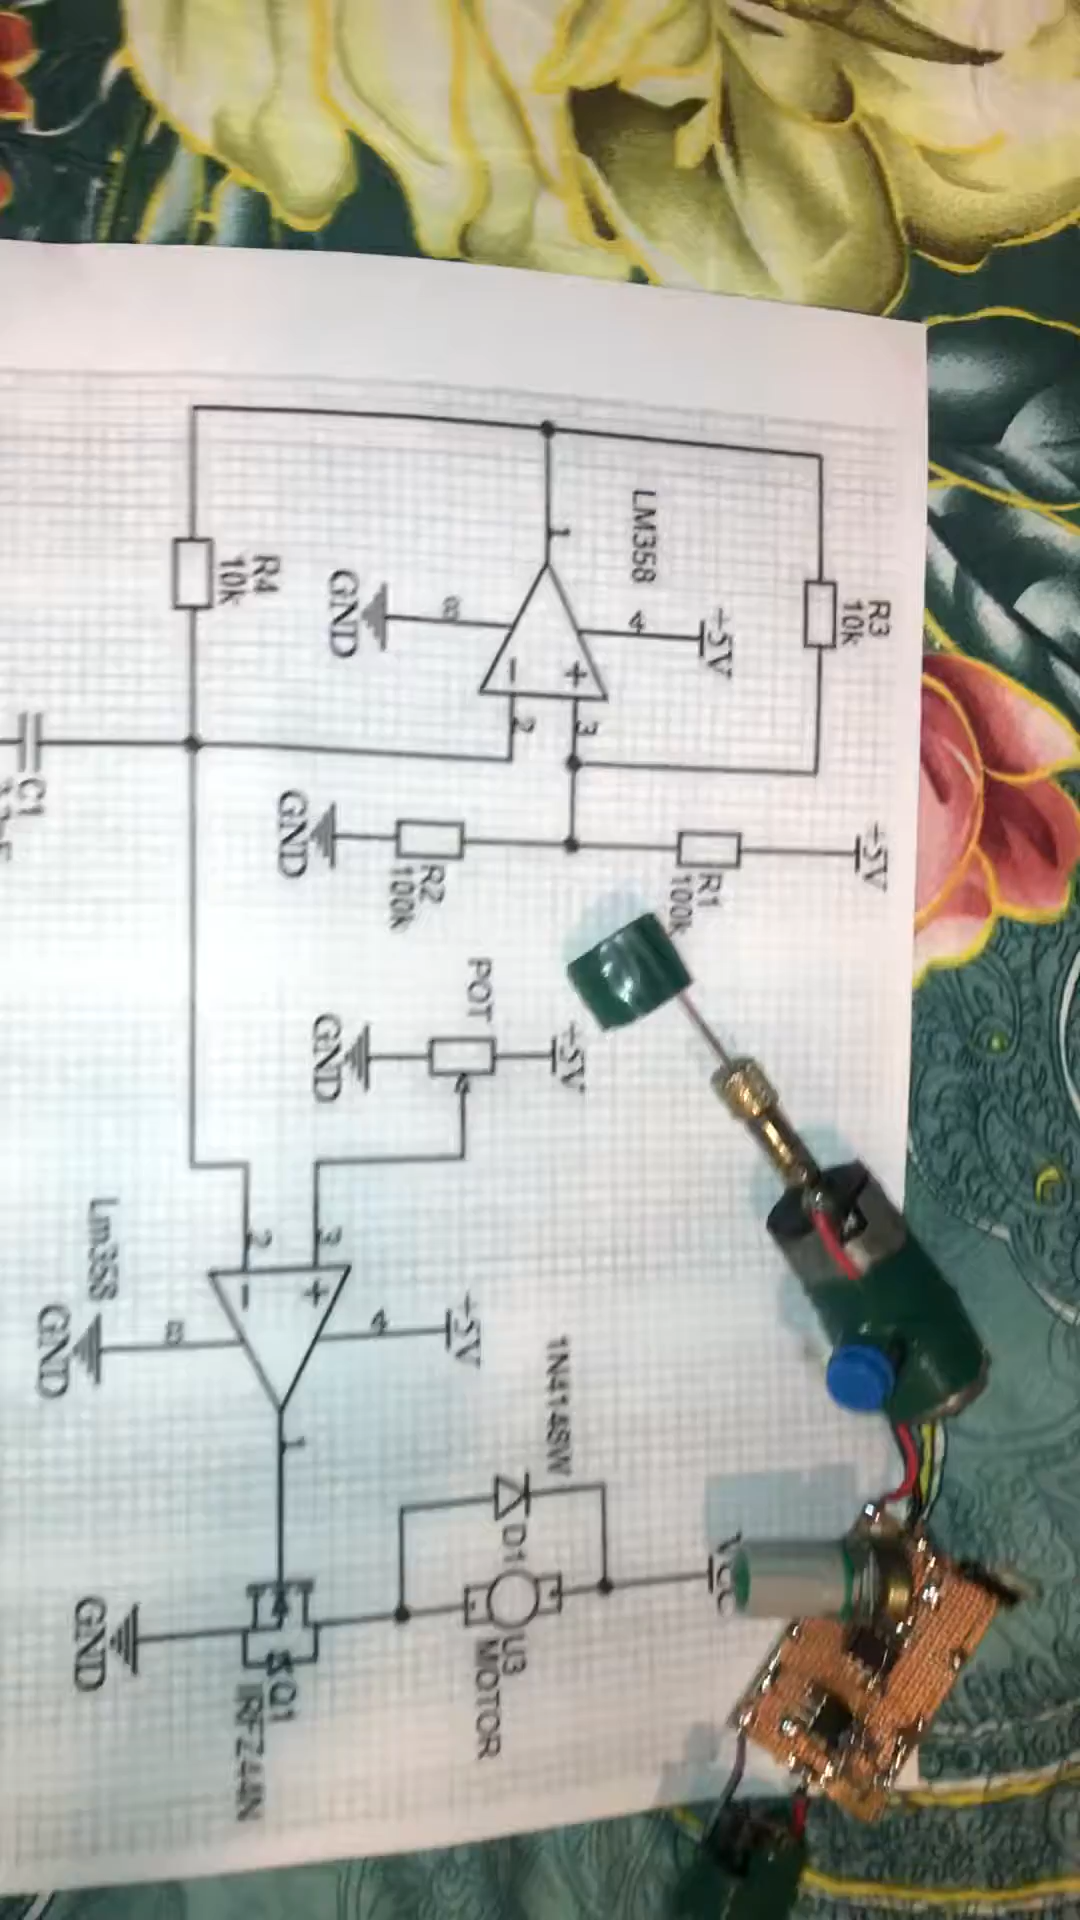 R3
10k
LM358
+5V
4
1
8
GND
+
-
3
2
R4
10k
+5V
R1
100k
R2
100k
GND
C1
POT
+5V
GND
3
2
+
-
Lm358
+5V
4
8
GND
1
1N4148W
D1
U3
MOTOR
Q1
IRFZ44N
GND